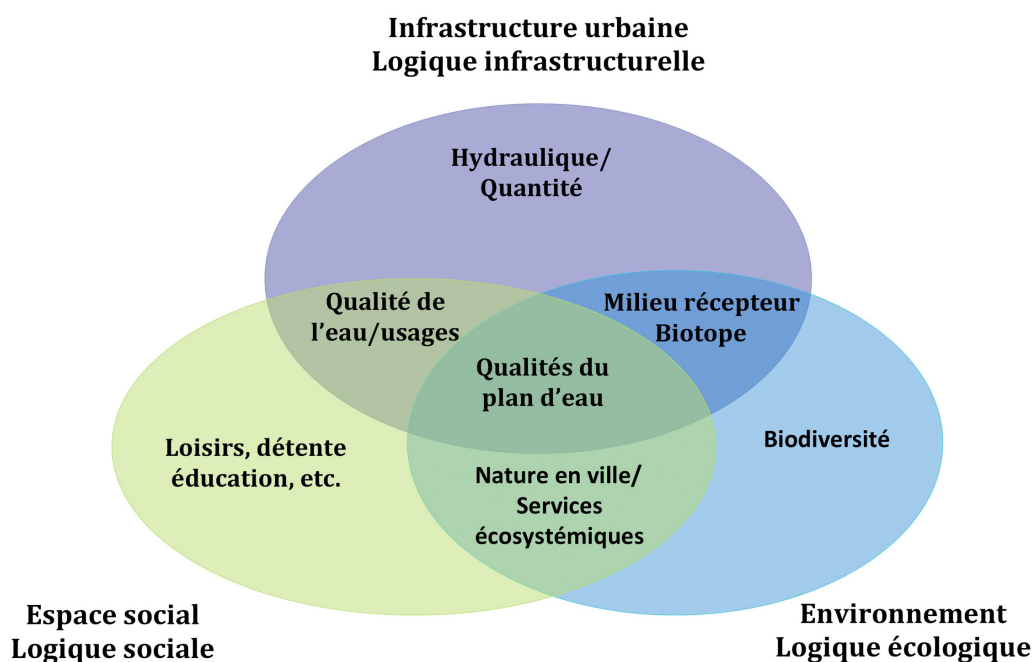 Infrastructure urbaine
Logique infrastructurelle
Hydraulique/
Quantité
Qualité de
l’eau/usages
Milieu récepteur
Biotope
Qualités du
plan d’eau
Loisirs, détente
éducation, etc.
Biodiversité
Nature en ville/
Services
écosystémiques
Espace social
Logique sociale
Environnement
Logique écologique